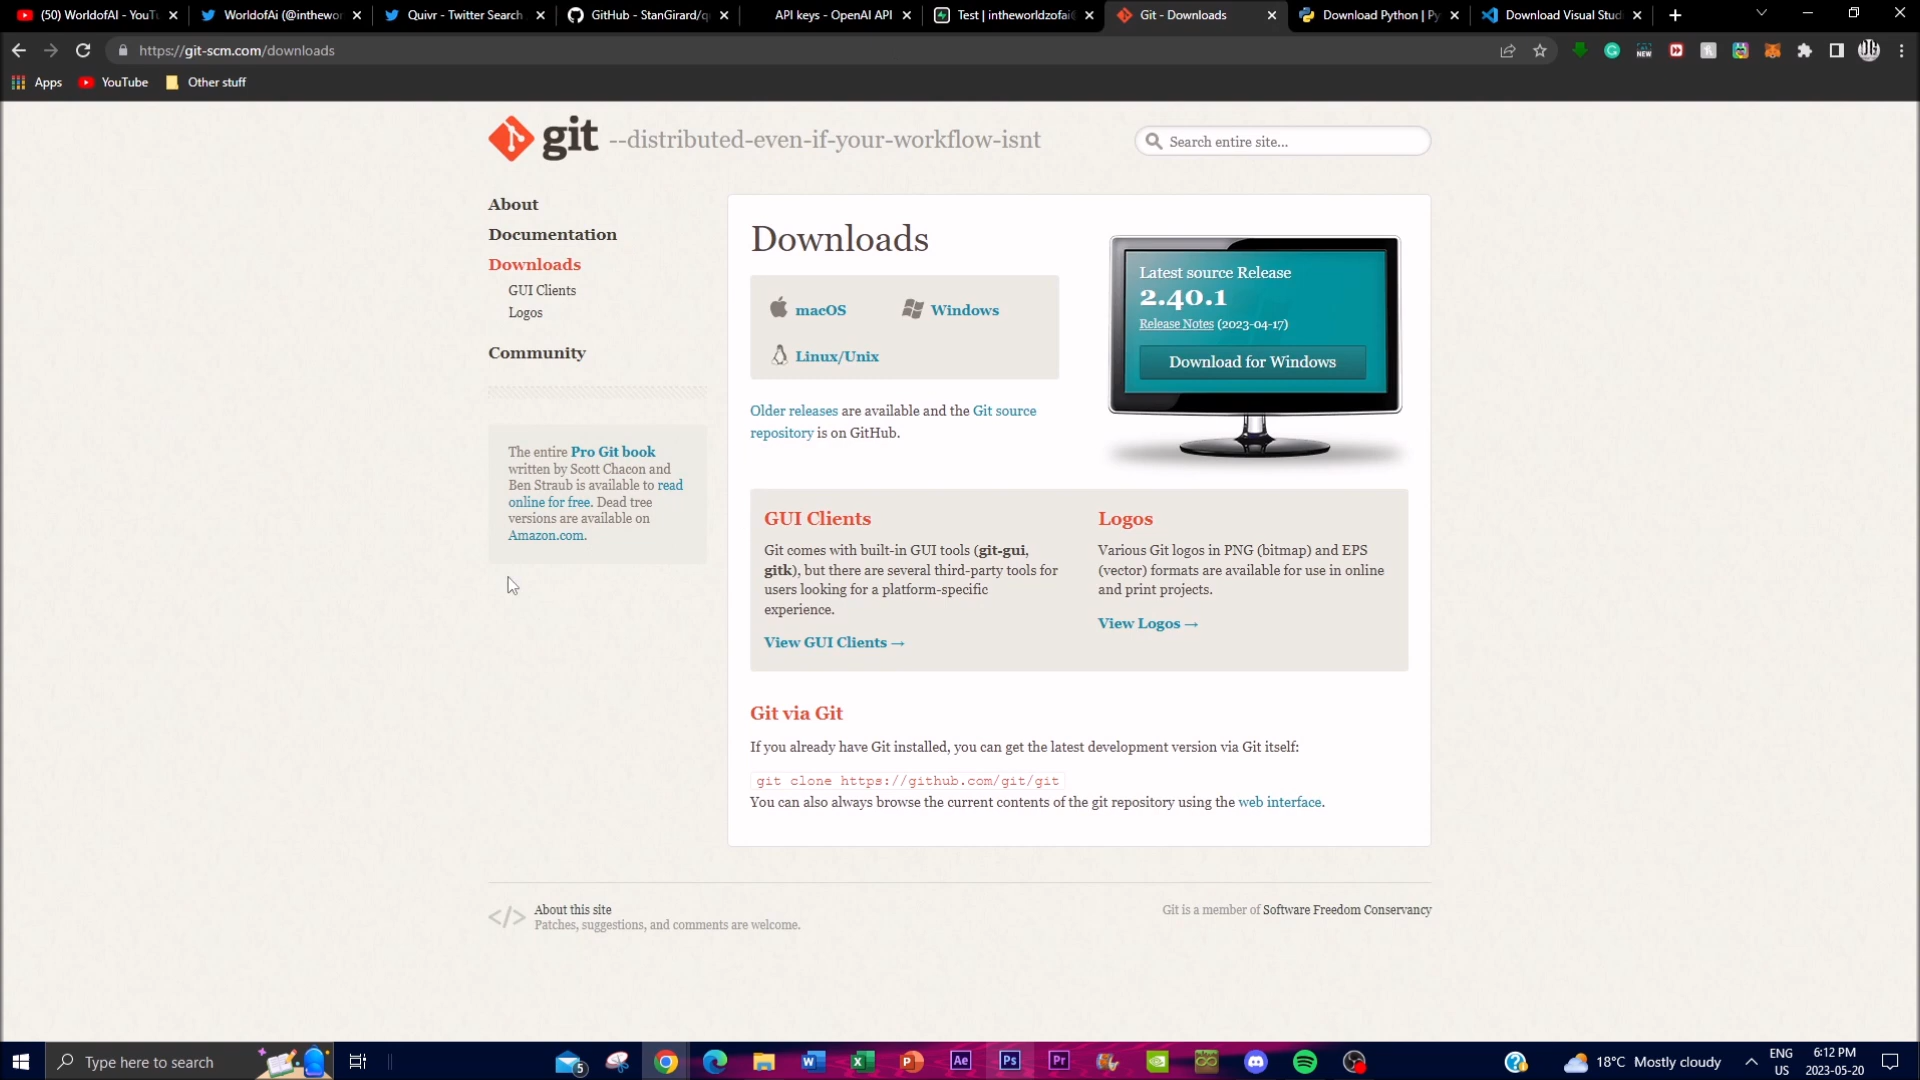 (50) WorldofAI - YouT
WorldofAi (@inthewor
Quivr - Twitter Search
GitHub - StanGirard/q
API keys - OpenAI API
Test | intheworldzofai
Git - Downloads
Download Python | Py
Download Visual Stud
https://git-scm.com/downloads
NEW
Apps
YouTube
Other stuff
git --distributed-even-if-your-workflow-isnt
Search entire site...
About
Documentation
Downloads
GUI Clients
Logos
Community
The entire Pro Git book
written by Scott Chacon and
Ben Straub is available to read
online for free. Dead tree
versions are available on
Amazon.com.
Downloads
macOS
Windows
Linux/Unix
Older releases are available and the Git source
repository is on GitHub.
Latest source Release
2.40.1
Release Notes (2023-04-17)
Download for Windows
GUI Clients
Git comes with built-in GUI tools (git-gui,
gitk), but there are several third-party tools for
users looking for a platform-specific
experience.
View GUI Clients →
Logos
Various Git logos in PNG (bitmap) and EPS
(vector) formats are available for use in online
and print projects.
View Logos →
Git via Git
If you already have Git installed, you can get the latest development version via Git itself:
git clone https://github.com/git/git
You can also always browse the current contents of the git repository using the web interface.
</> About this site
Patches, suggestions, and comments are welcome.
Git is a member of Software Freedom Conservancy
Type here to search
5
W
X
P
Ae
Ps
Pr
18°C Mostly cloudy
ENG
US
6:12 PM
2023-05-20